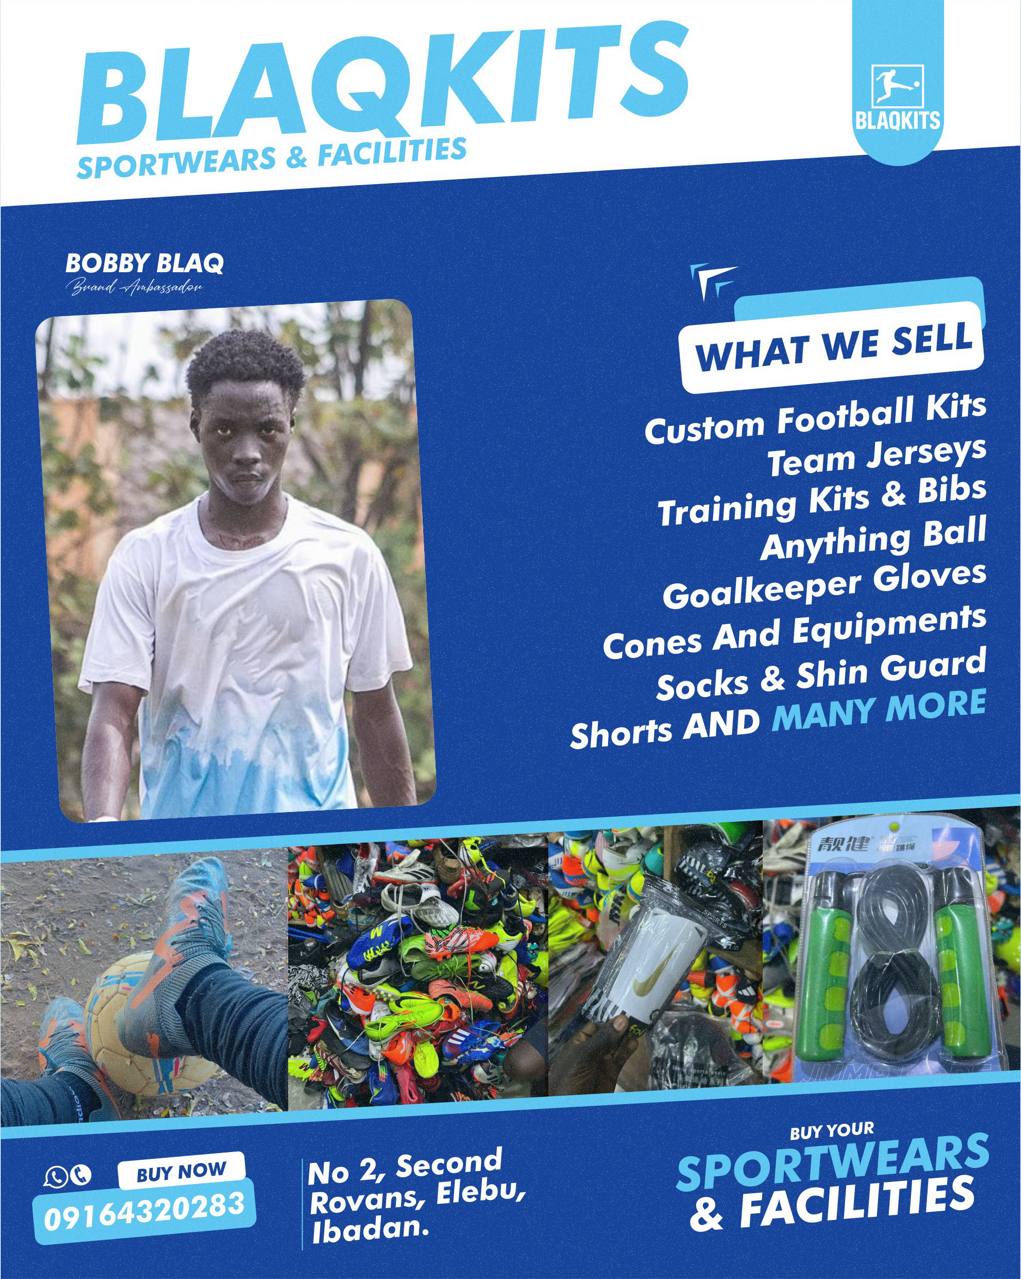 BLAQKITS
SPORTWEARS & FACILITIES
BLAQKITS
BOBBY BLAQ
Brand Ambassador
WHAT WE SELL
Custom Football Kits
Team Jerseys
Training Kits & Bibs
Anything Ball
Goalkeeper Gloves
Cones And Equipments
Socks & Shin Guard
Shorts AND MANY MORE
靓健
BUY NOW
09164320283
No 2, Second
Rovans, Elebu,
Ibadan.
BUY YOUR
SPORTWEARS
& FACILITIES